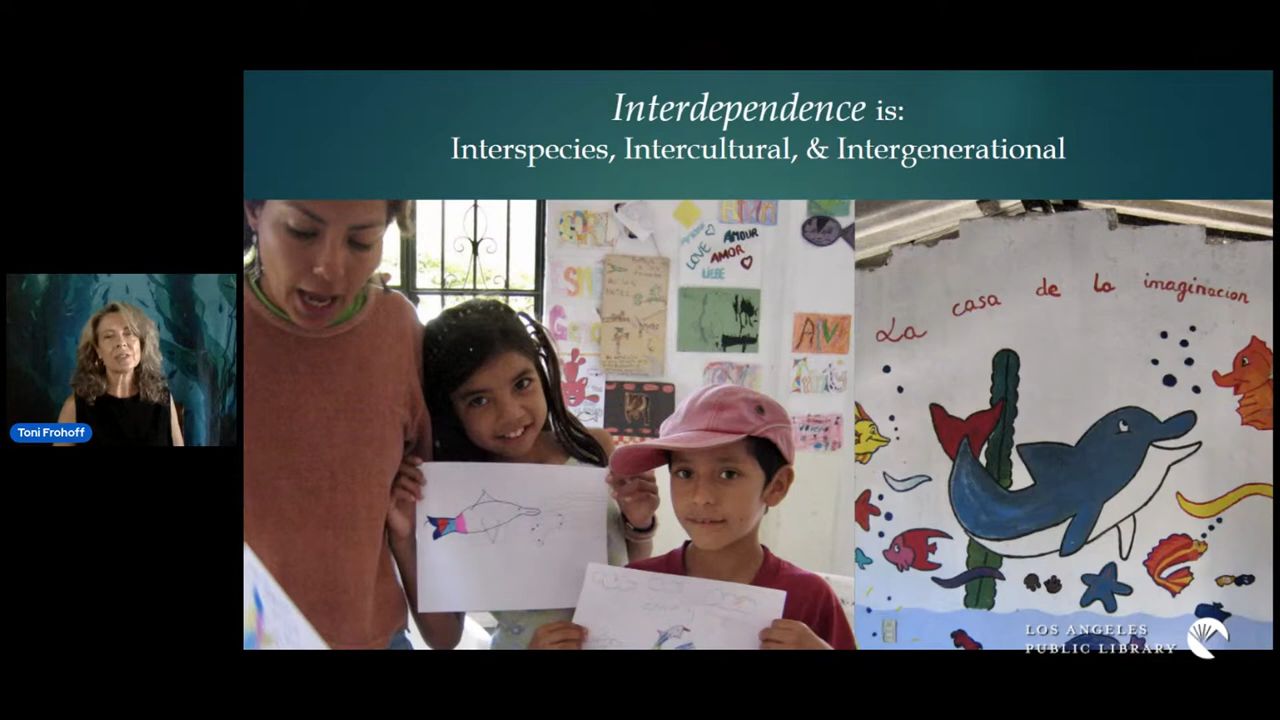 Interdependence is:
Interspecies, Intercultural, & Intergenerational
AMOUR
LOVE
AMOR
La casa de la imaginacion
Toni Frohoff
LOS ANGELES
PUBLIC LIBRARY